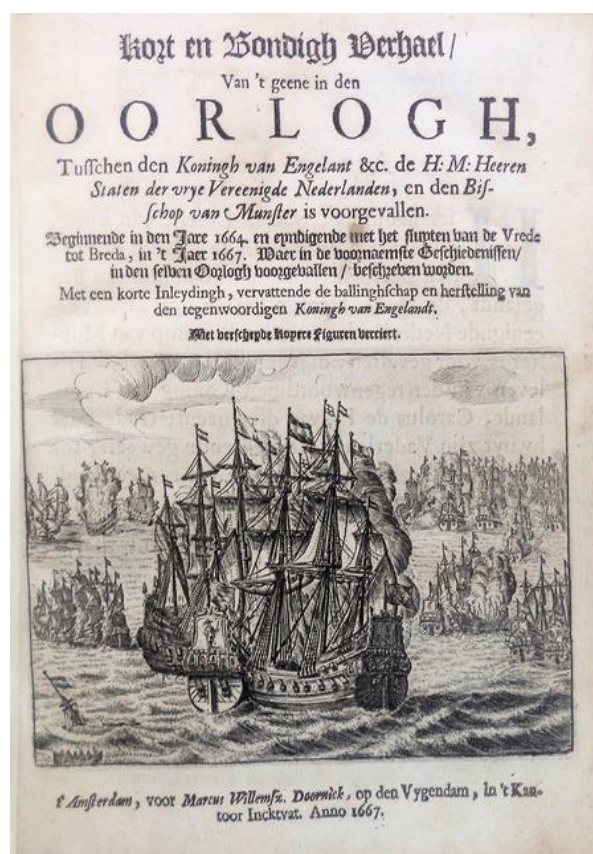 Kort en Bondigh Verhael/
Van 't geene in den
OORLOGH,
Tusschen den Koningh van Engelant &c. de H: M: Heeren
Staten der vrye Vereenigde Nederlanden, en den Bis-
schop van Munster is voorgevallen.
Beginnende in den Jare 1664. en eyndigende met het sluyten van de Vrede
tot Breda, in 't Jaer 1667. Waer in de voornaemste Geschiedenissen/
in den selven Oorlogh voorgevallen / beschreven worden.
Met een korte Inleydingh, vervattende de ballinghschap en herstelling van
den tegenwoordigen Koningh van Engelandt.
Met verscheyde kopere Figuren verciert.
t' Amsterdam, voor Marcus Willemsz. Doornick, op den Vygendam, in 't Kan-
toor Incktvat. Anno 1667.